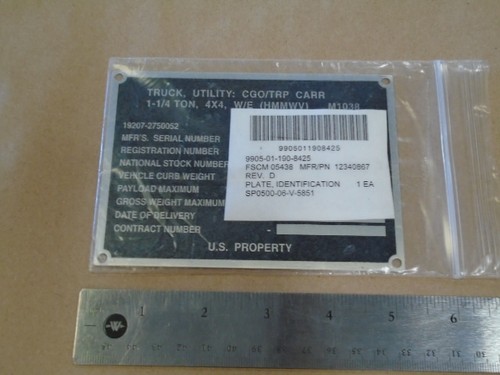 TRUCK, UTILITY: CGO/TRP CARR
1-1/4 TON, 4X4, W/E (HMMWV) M1038
19207-2750052
MFR'S. SERIAL NUMBER
REGISTRATION NUMBER
NATIONAL STOCK NUMBER
VEHICLE CURB WEIGHT
PAYLOAD MAXIMUM
GROSS WEIGHT MAXIMUM
DATE OF DELIVERY
CONTRACT NUMBER
U.S. PROPERTY
9905011908425
9905-01-190-8425
FSCM 05438 MFR/PN 12340867
REV. D
PLATE, IDENTIFICATION 1 EA
SP0500-06-V-5851
1 2 3 4 5 6